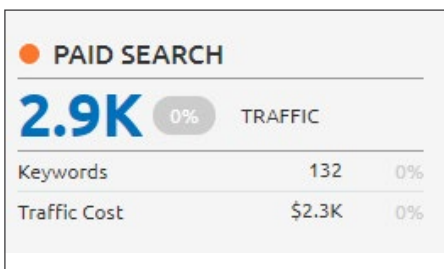 PAID SEARCH
2.9K 0% TRAFFIC
Keywords 132 0%
Traffic Cost $2.3K 0%